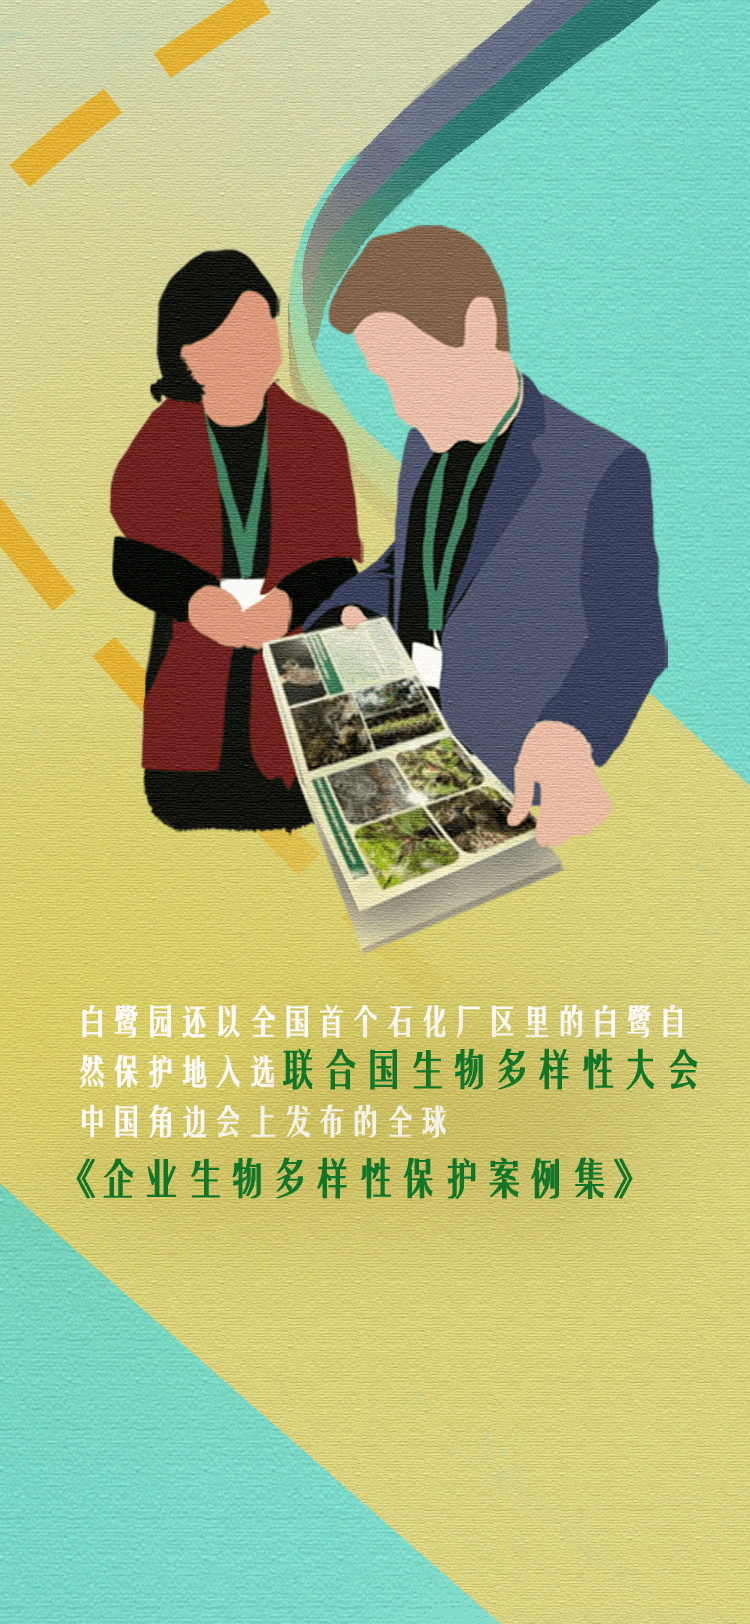 白鹭园还以全国首个石化厂区里的白鹭自
然保护地入选联合国生物多样性大会
中国角边会上发布的全球
《企业生物多样性保护案例集》